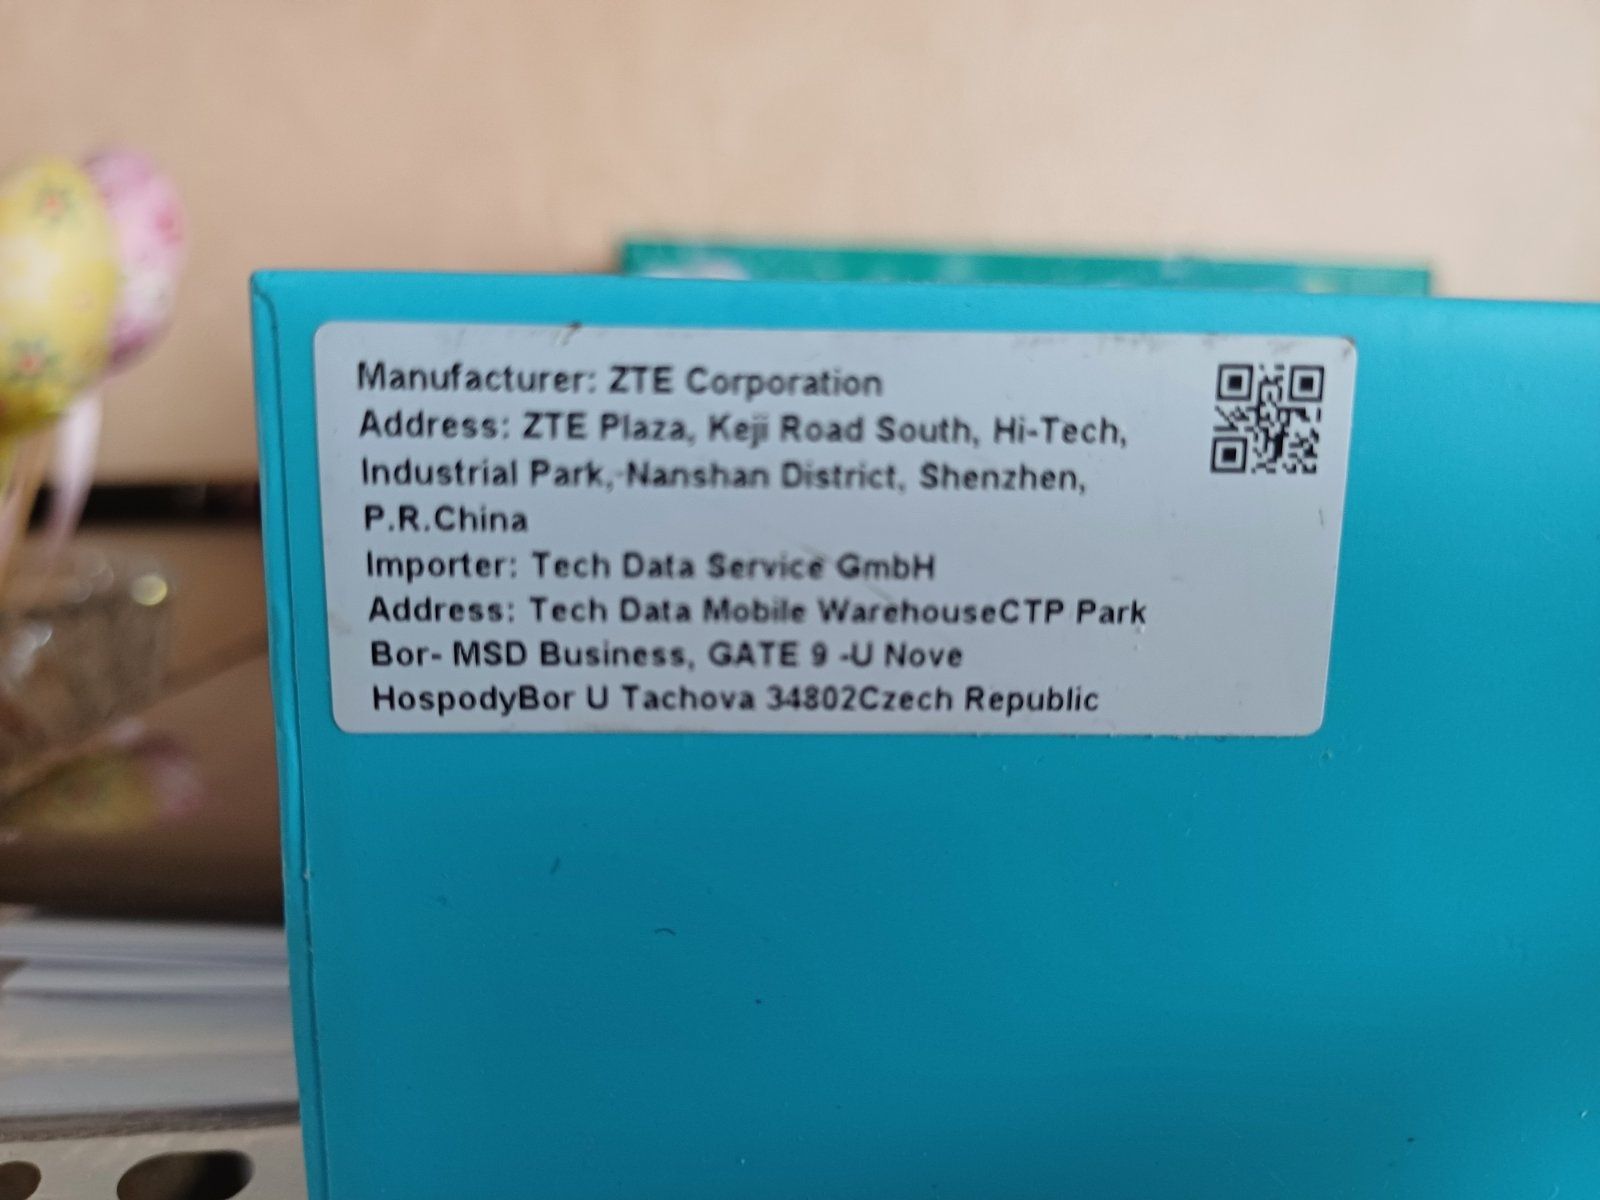 Manufacturer: ZTE Corporation
Address: ZTE Plaza, Keji Road South, Hi-Tech,
Industrial Park, Nanshan District, Shenzhen,
P.R.China
Importer: Tech Data Service GmbH
Address: Tech Data Mobile WarehouseCTP Park
Bor- MSD Business, GATE 9 -U Nove
HospodyBor U Tachova 34802Czech Republic